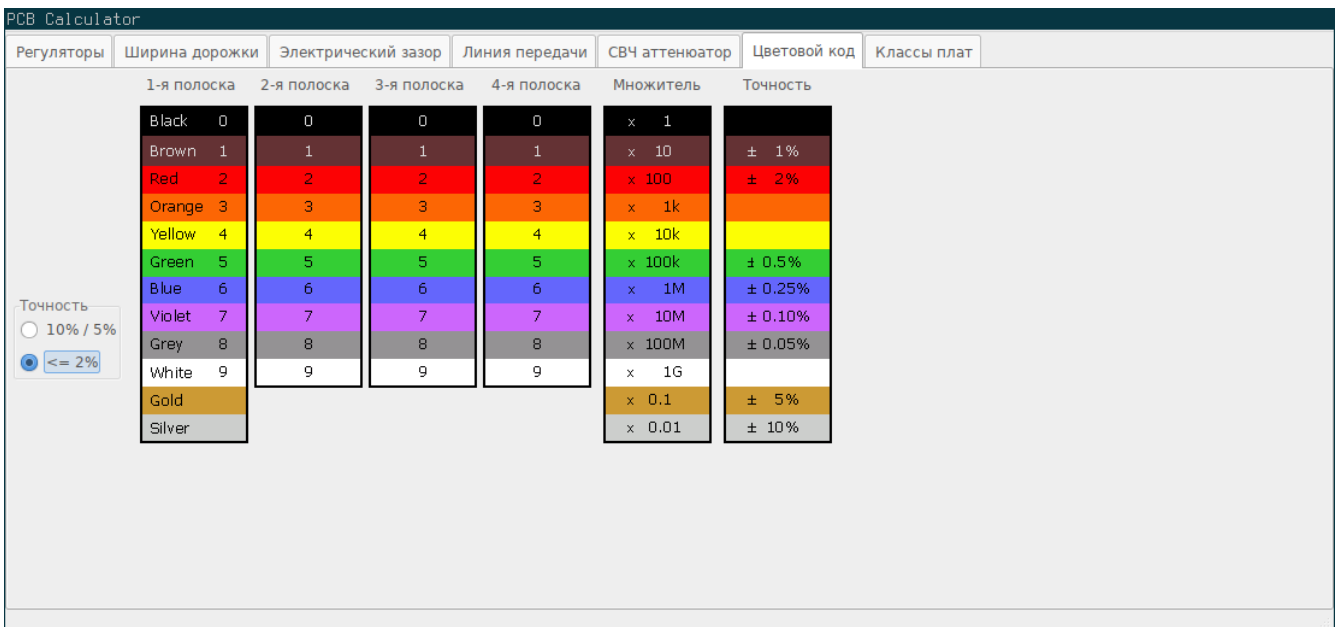 PCB Calculator
Регуляторы Ширина дорожки Электрический зазор Линия передачи СВЧ аттенюатор Цветовой код Классы плат
1-я полоска 2-я полоска 3-я полоска 4-я полоска Множитель Точность
Black 0 0 0 0 x 1
Brown 1 1 1 1 x 10 ± 1%
Red 2 2 2 2 x 100 ± 2%
Orange 3 3 3 3 x 1k
Yellow 4 4 4 4 x 10k
Green 5 5 5 5 x 100k ± 0.5%
Blue 6 6 6 6 x 1M ± 0.25%
Violet 7 7 7 7 x 10M ± 0.10%
Grey 8 8 8 8 x 100M ± 0.05%
White 9 9 9 9 x 1G
Gold x 0.1 ± 5%
Silver x 0.01 ± 10%
Точность
10% / 5%
<= 2%